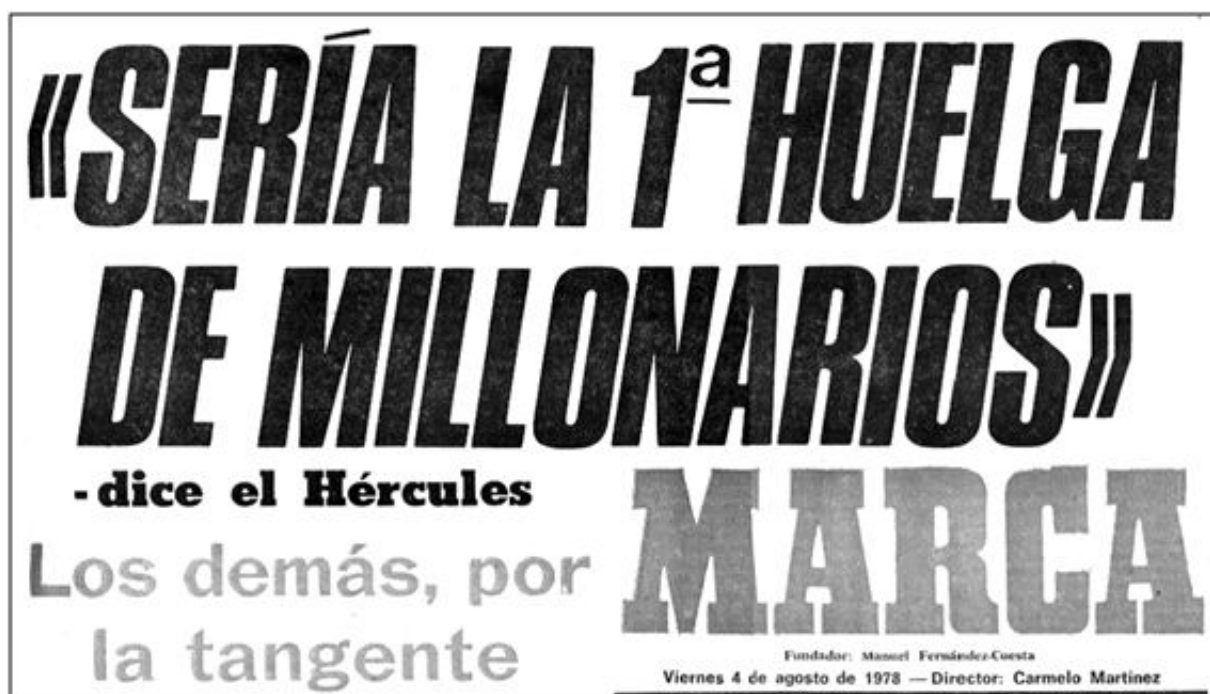 «SERÍA LA 1ª HUELGA
DE MILLONARIOS»
- dice el Hércules
Los demás, por
la tangente
MARCA
Fundador: Manuel Fernández-Cuesta
Viernes 4 de agosto de 1978 — Director: Carmelo Martínez